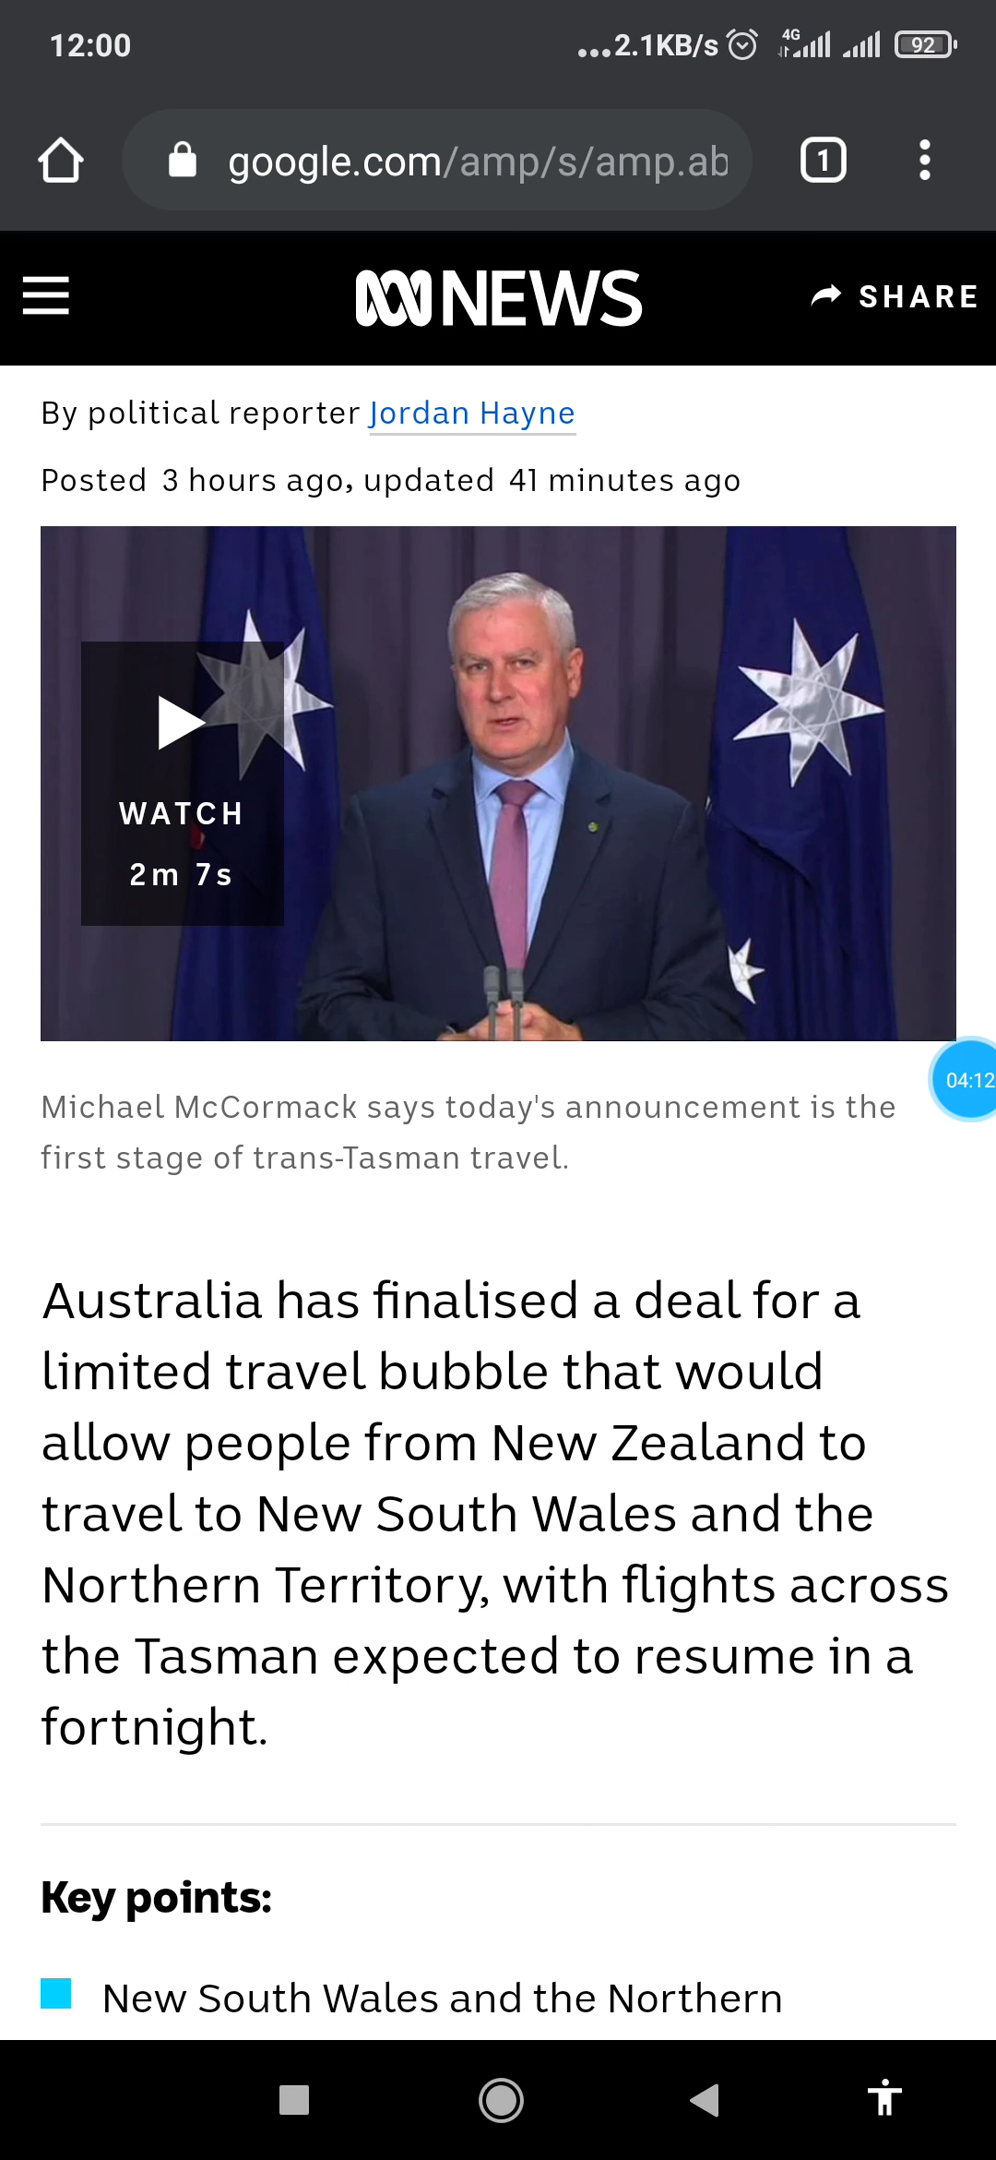 12:00
...2.1KB/s 4G 92
google.com/amp/s/amp.ab
1
NEWS
SHARE
By political reporter Jordan Hayne
Posted 3 hours ago, updated 41 minutes ago
WATCH
2m 7s
04:12
Michael McCormack says today's announcement is the
first stage of trans-Tasman travel.
Australia has finalised a deal for a
limited travel bubble that would
allow people from New Zealand to
travel to New South Wales and the
Northern Territory, with flights across
the Tasman expected to resume in a
fortnight.
Key points:
New South Wales and the Northern